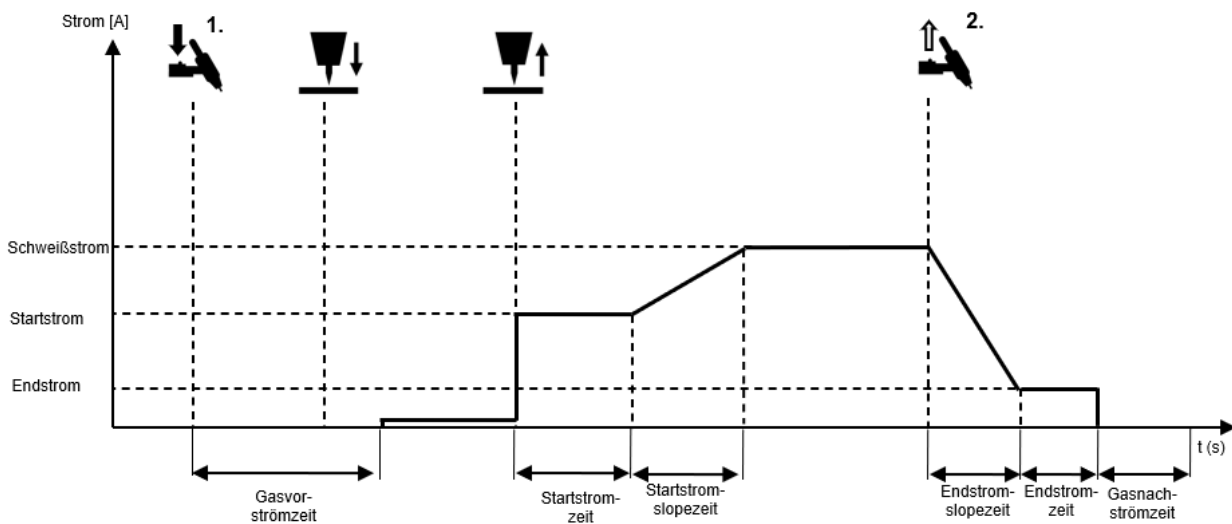 Strom [A]
1.
2.
Schweißstrom
Startstrom
Endstrom
t (s)
Gasvor-
strömzeit
Startstrom-
zeit
Startstrom-
slopezeit
Endstrom-
slopezeit
Endstrom-
zeit
Gasnach-
strömzeit